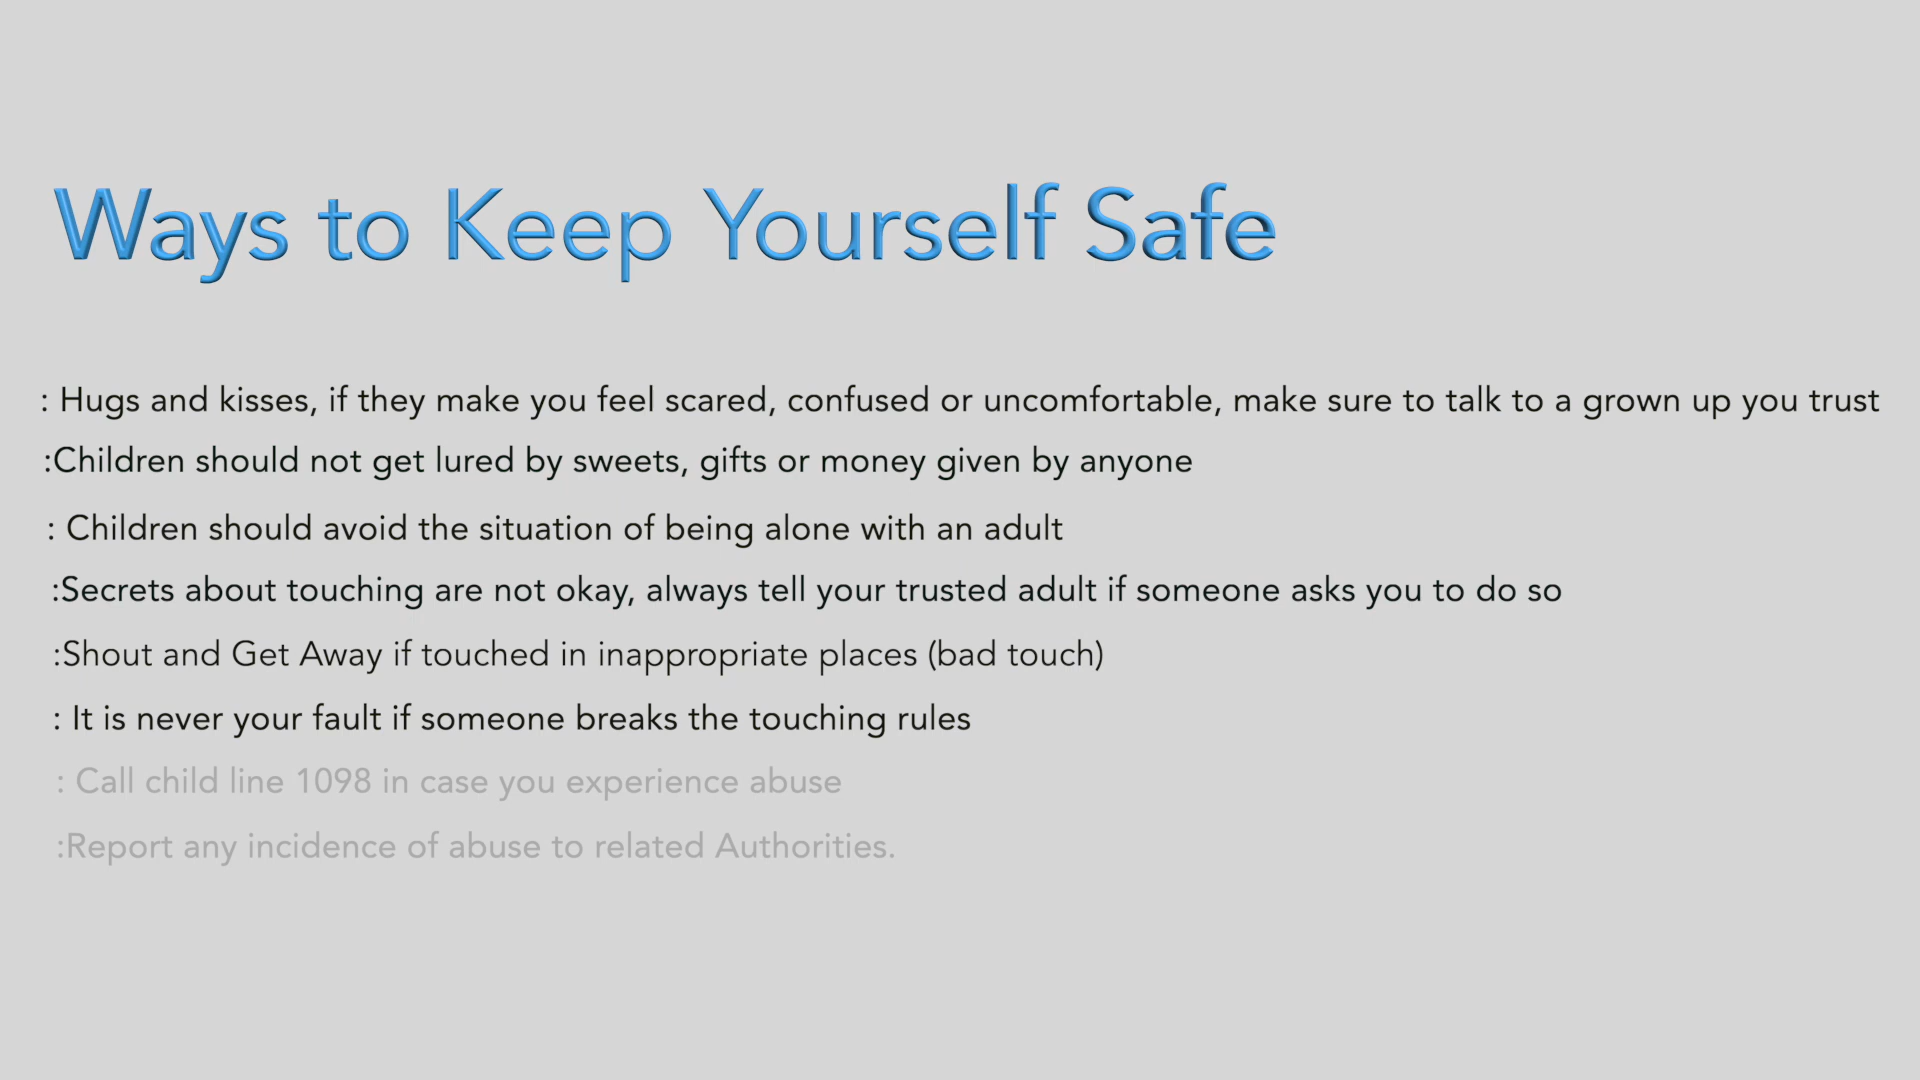 Ways to Keep Yourself Safe
: Hugs and kisses, if they make you feel scared, confused or uncomfortable, make sure to talk to a grown up you trust
:Children should not get lured by sweets, gifts or money given by anyone
: Children should avoid the situation of being alone with an adult
:Secrets about touching are not okay, always tell your trusted adult if someone asks you to do so
:Shout and Get Away if touched in inappropriate places (bad touch)
: It is never your fault if someone breaks the touching rules
: Call child line 1098 in case you experience abuse
:Report any incidence of abuse to related Authorities.